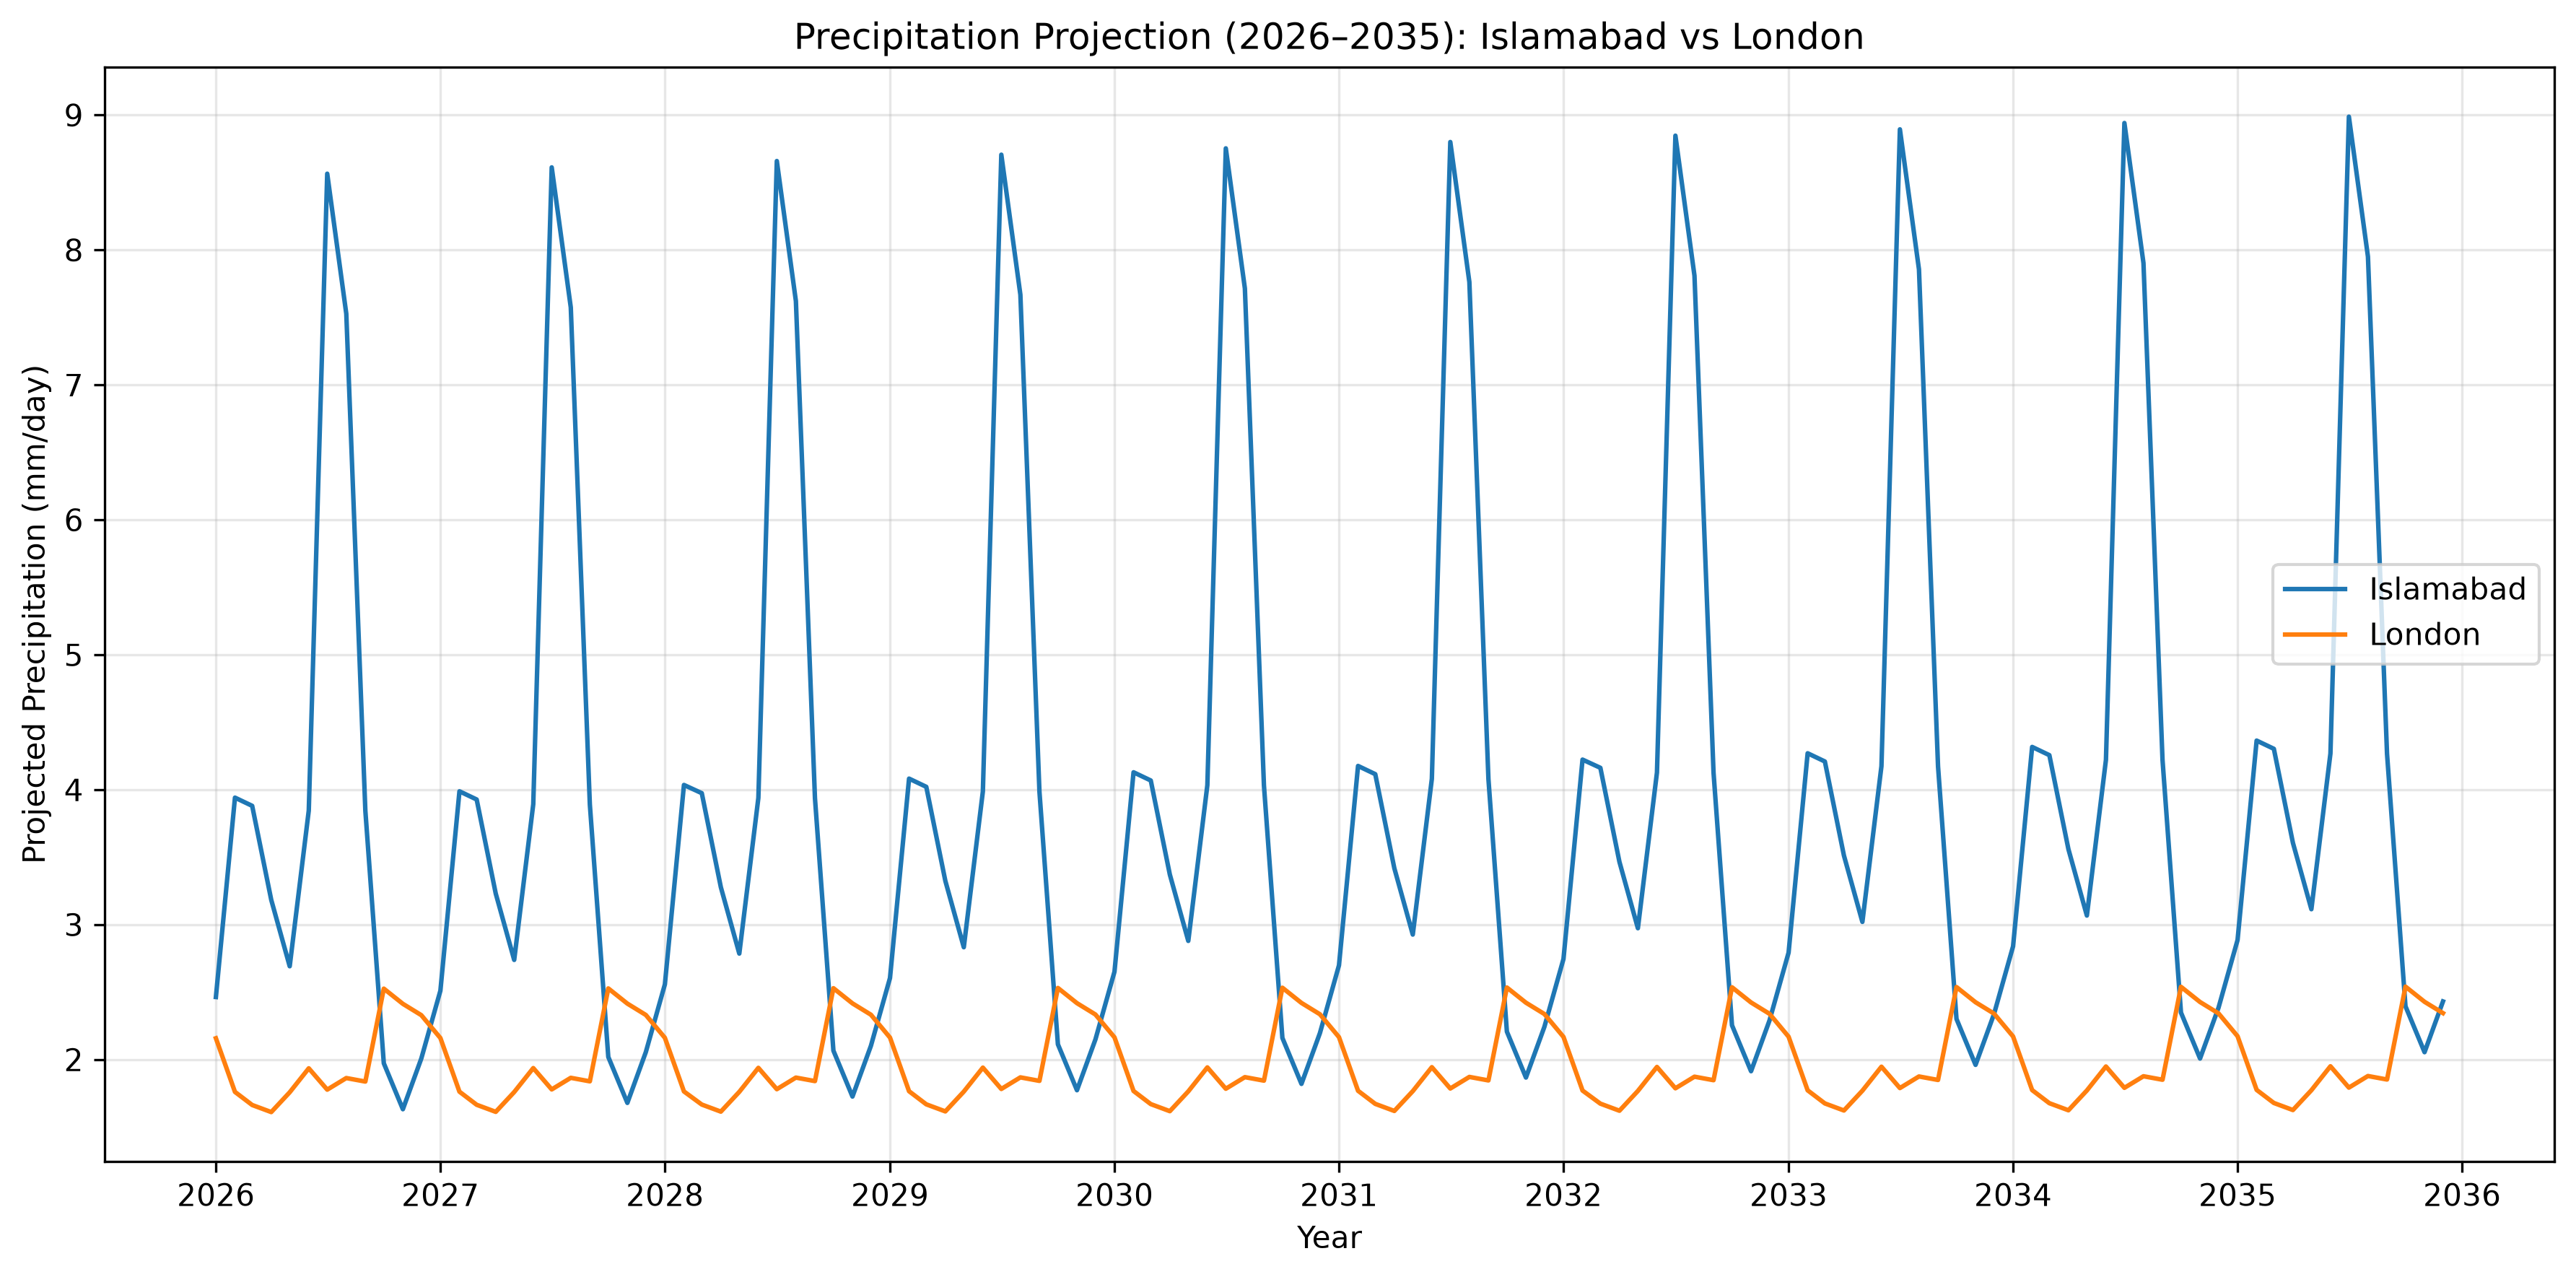 Precipitation Projection (2026–2035): Islamabad vs London
Projected Precipitation (mm/day)
9
8
7
6
5
4
3
2
Islamabad
London
2026 2027 2028 2029 2030 2031 2032 2033 2034 2035 2036
Year